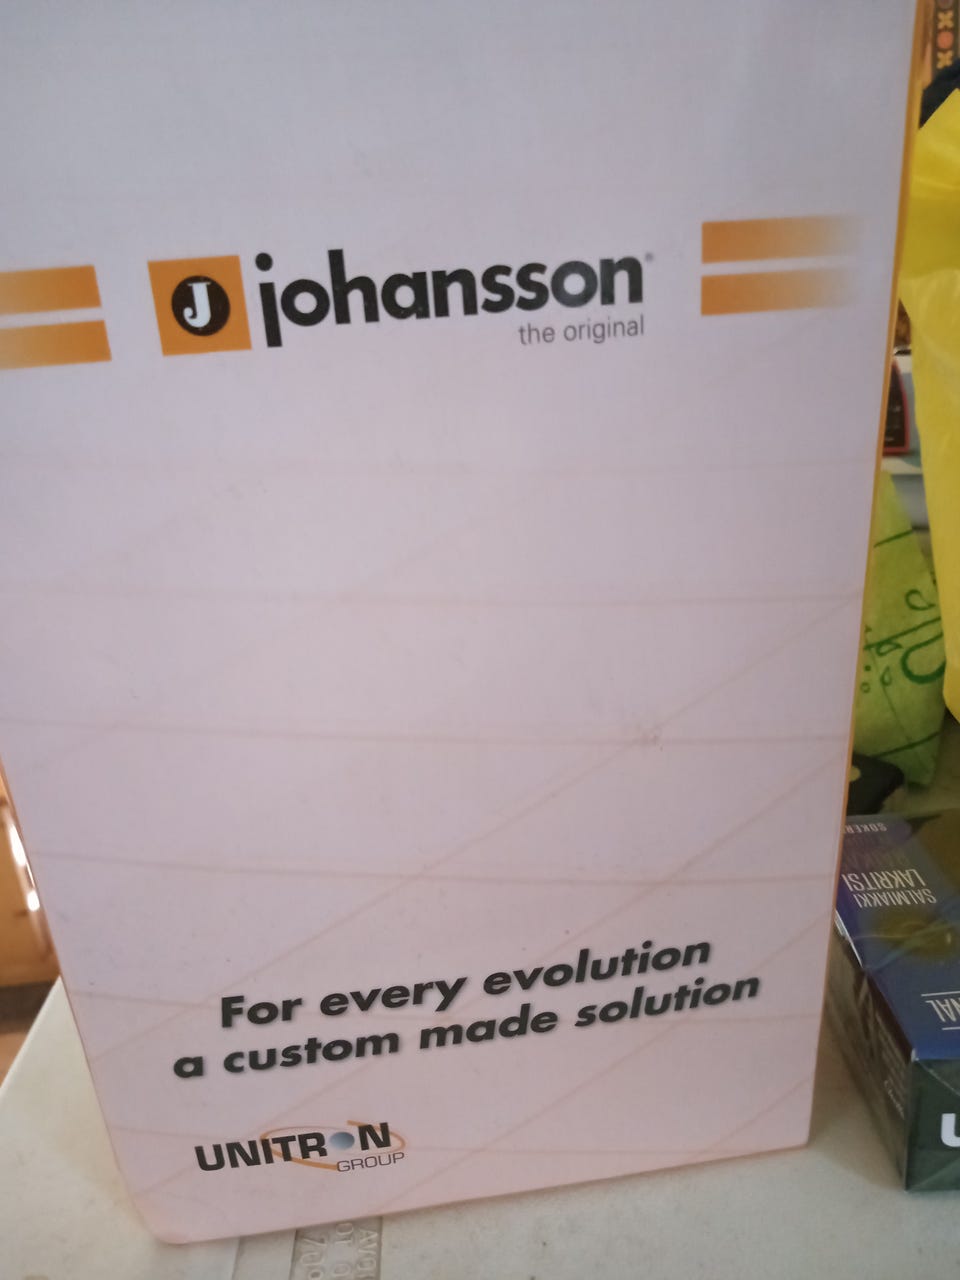 J johansson®
the original
For every evolution
a custom made solution
UNITRON
GROUP
SALMIAKKI
LAKRITSI